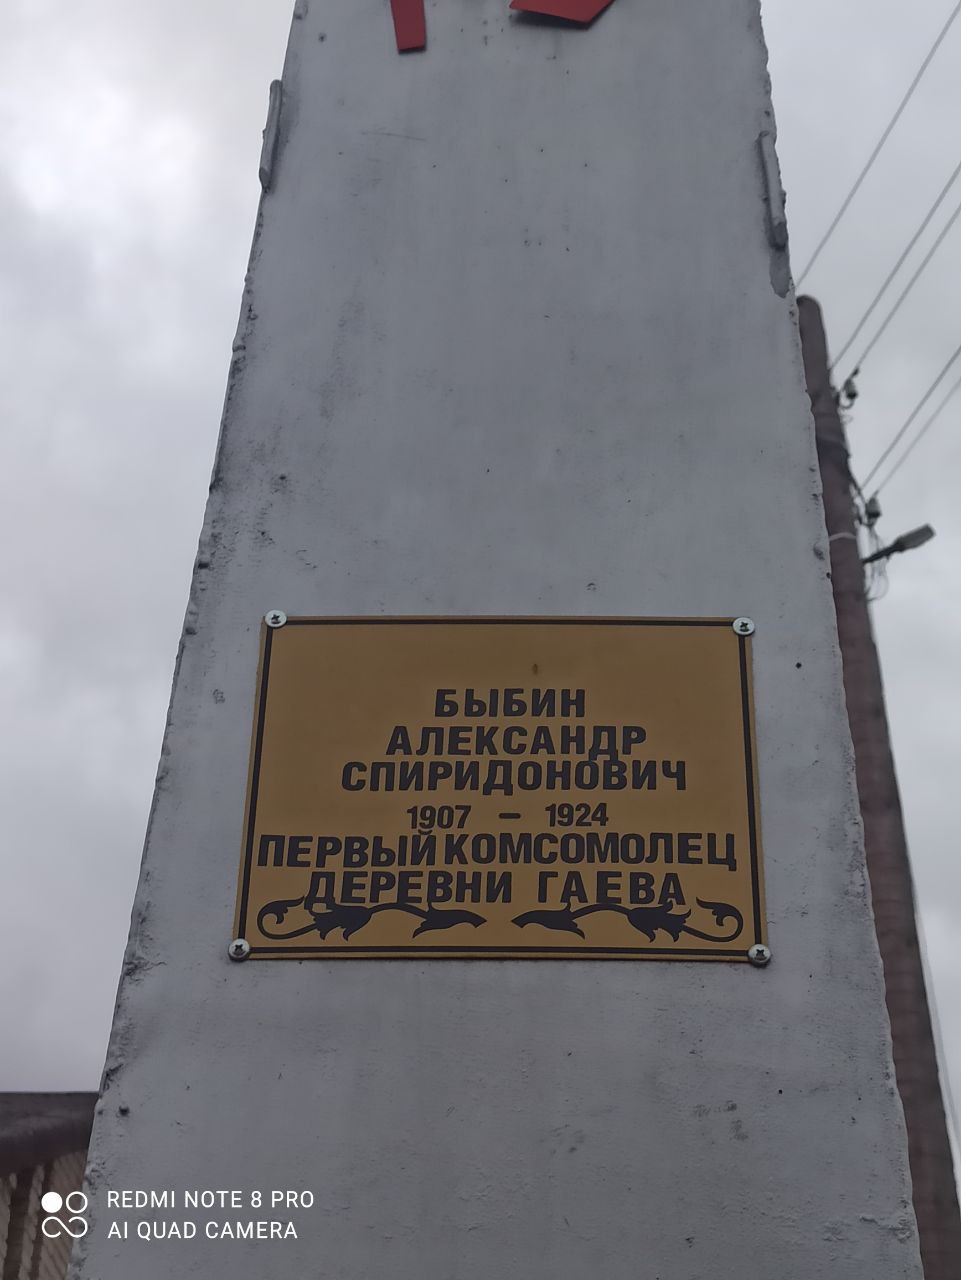 БЫБИН
АЛЕКСАНДР
СПИРИДОНОВИЧ
1907 – 1924
ПЕРВЫЙ КОМСОМОЛЕЦ
ДЕРЕВНИ ГАЕВА
REDMI NOTE 8 PRO
AI QUAD CAMERA